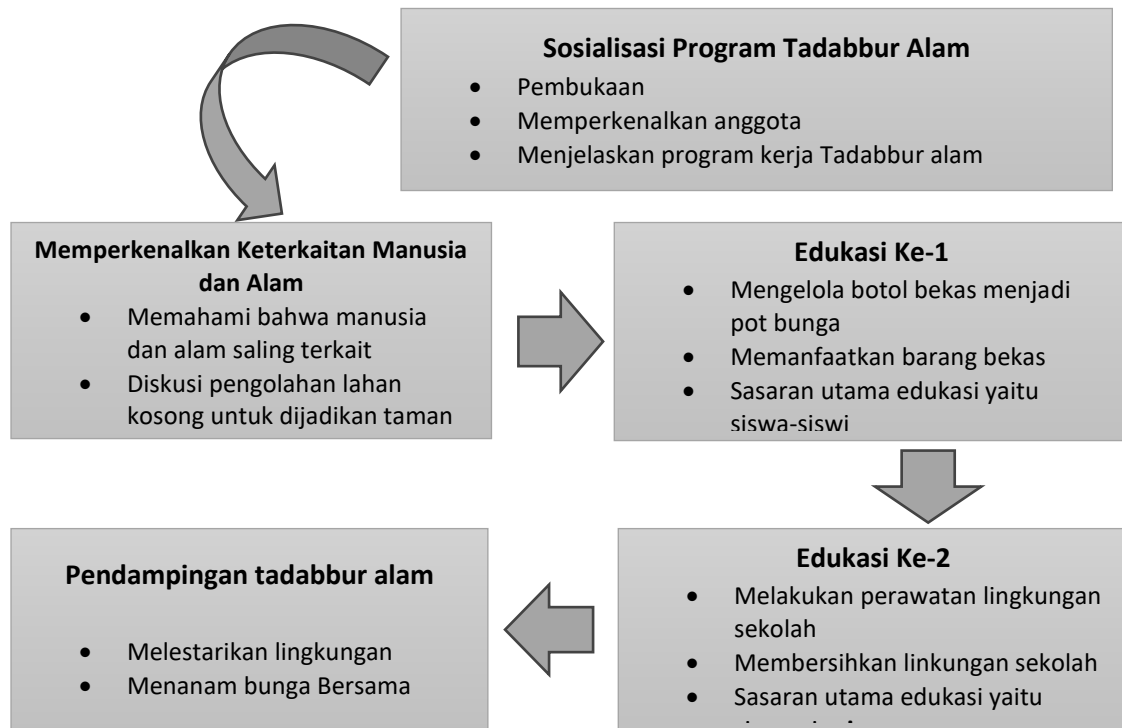 Sosialisasi Program Tadabbur Alam
• Pembukaan
• Memperkenalkan anggota
• Menjelaskan program kerja Tadabbur alam
Memperkenalkan Keterkaitan Manusia
dan Alam
• Memahami bahwa manusia
dan alam saling terkait
• Diskusi pengolahan lahan
kosong untuk dijadikan taman
Edukasi Ke-1
• Mengelola botol bekas menjadi
pot bunga
• Memanfaatkan barang bekas
• Sasaran utama edukasi yaitu
siswa-siswi
Edukasi Ke-2
• Melakukan perawatan lingkungan
sekolah
• Membersihkan linkungan sekolah
• Sasaran utama edukasi yaitu
Pendampingan tadabbur alam
• Melestarikan lingkungan
• Menanam bunga Bersama